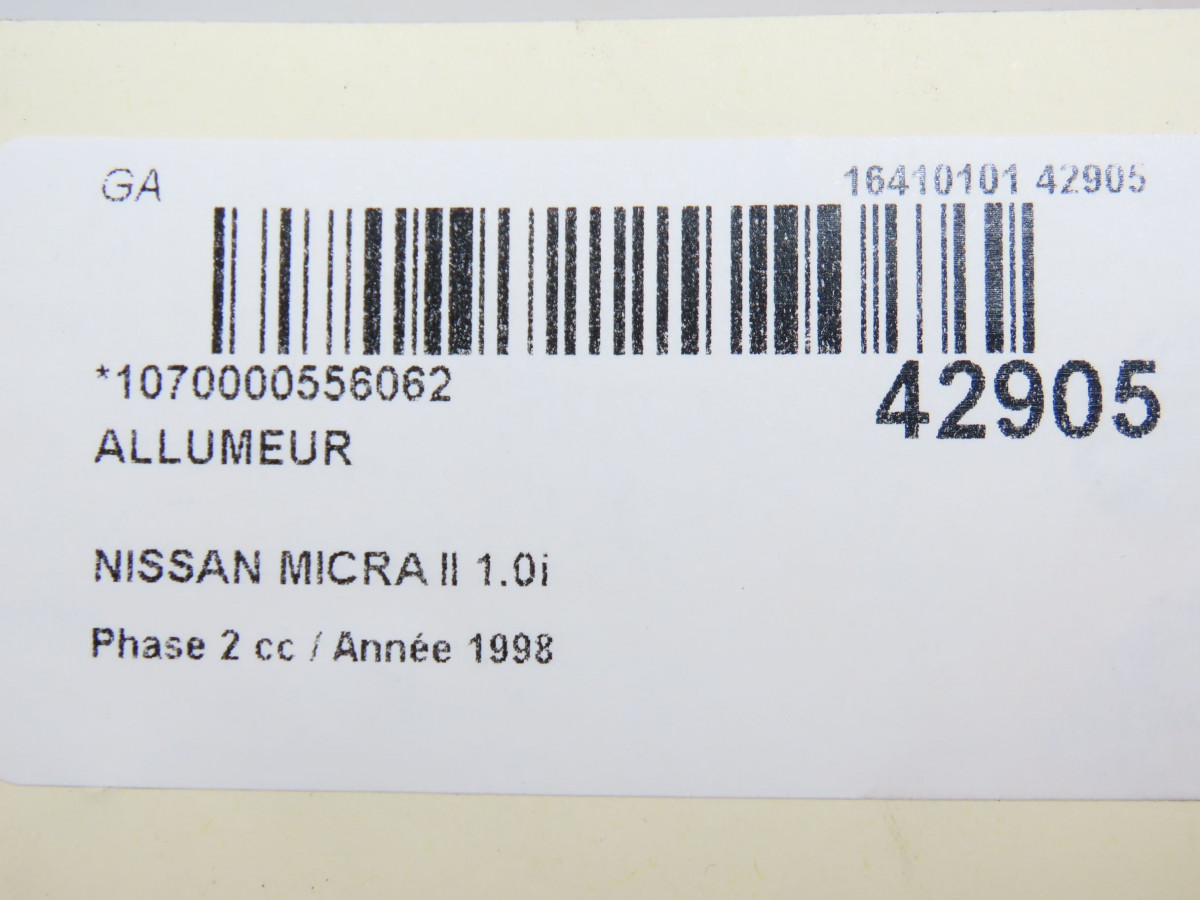 GA
16410101 42905
*1070000556062
42905
ALLUMEUR
NISSAN MICRA II 1.0i
Phase 2 cc / Année 1998